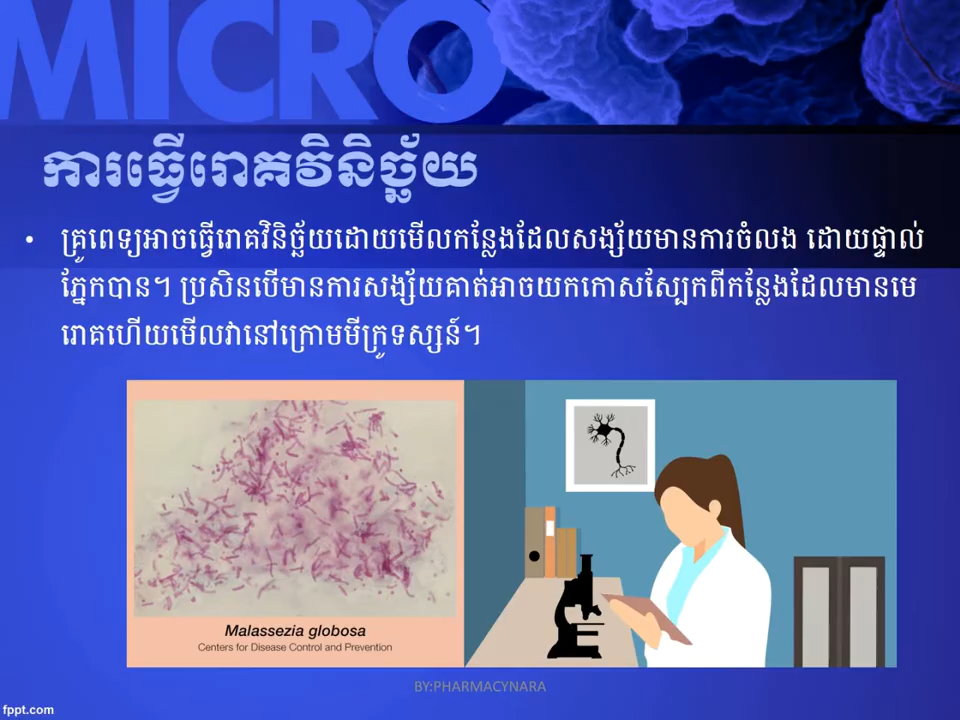 MICRO
ការធ្វើរោគវិនិច្ឆ័យ
• គ្រូពេទ្យអាចធ្វើរោគវិនិច្ឆ័យដោយមើលកន្លែងដែលសង្ស័យមានការចំលង ដោយផ្ទាល់
ភ្នែកបាន។ ប្រសិនបើមានការសង្ស័យគាត់អាចយកកោសស្បែកពីកន្លែងដែលមានមេ
រោគហើយមើលវានៅក្រោមមីក្រូទស្សន៍។
Malassezia globosa
Centers for Disease Control and Prevention
BY:PHARMACYNARA
fppt.com